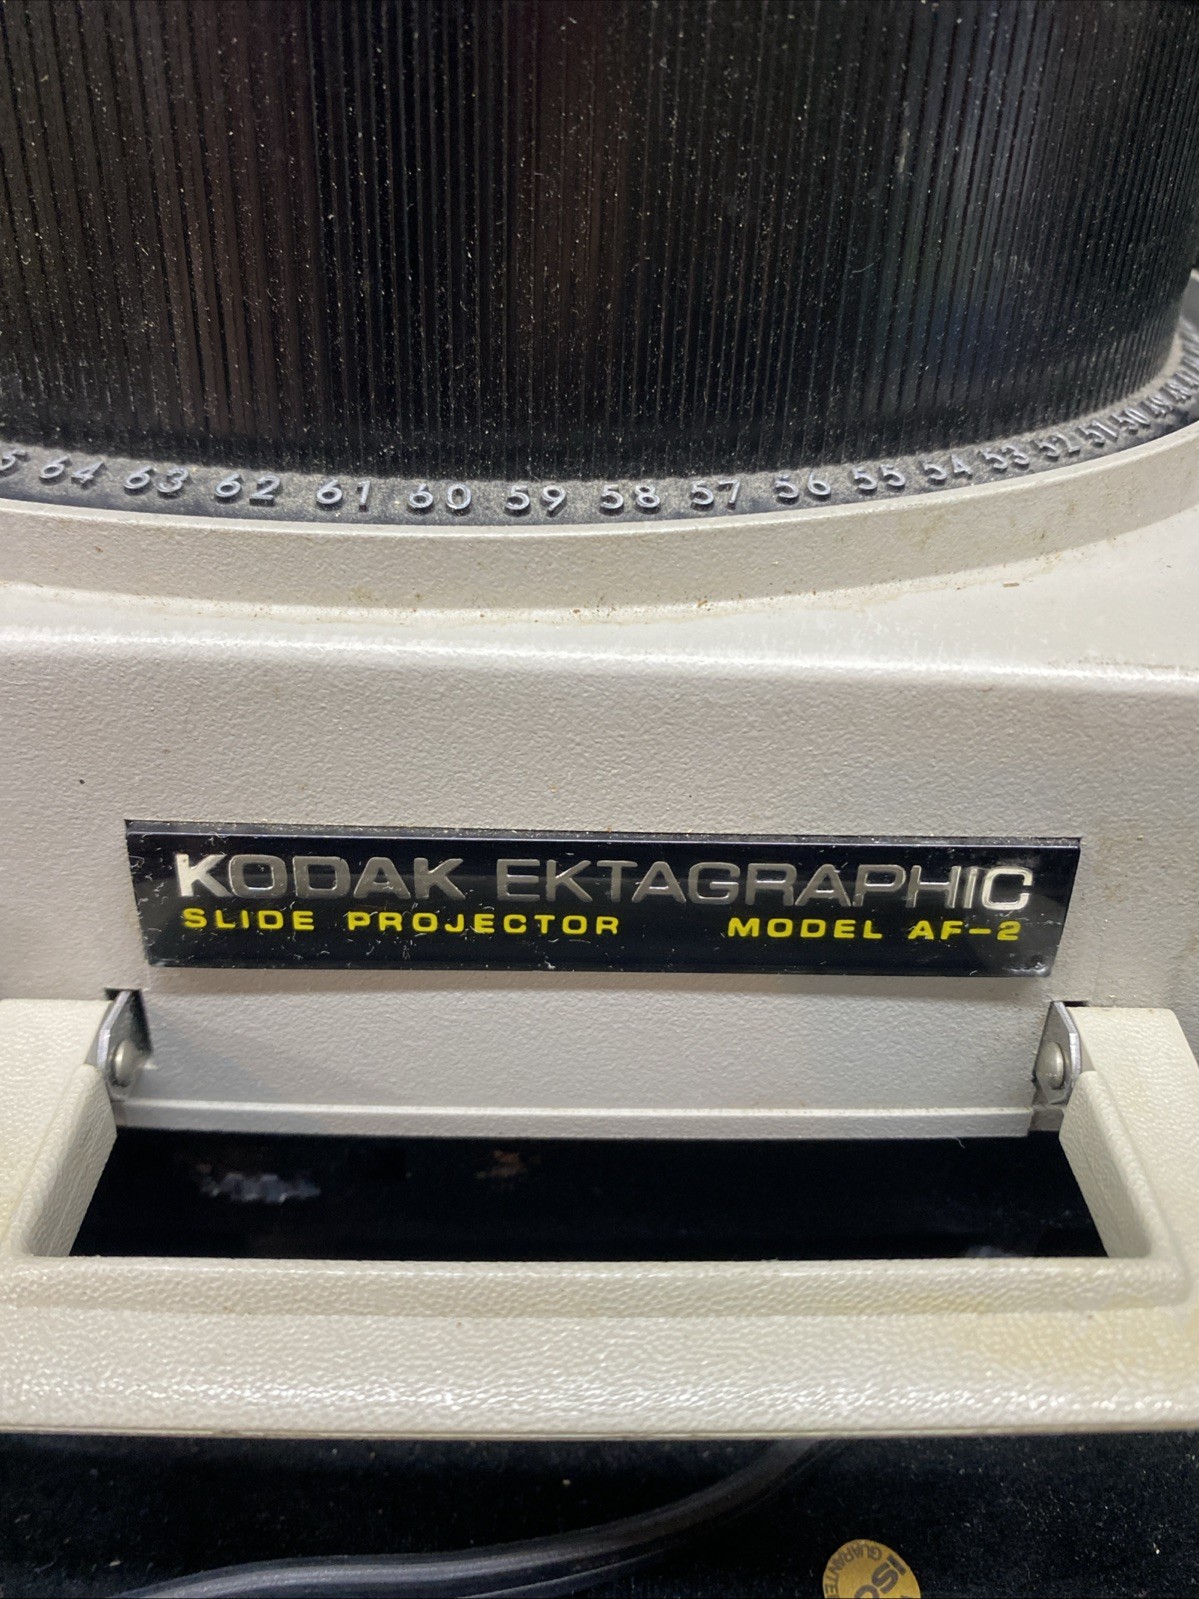 64 63 62 61 60 59 58 57 56 55 54 53 52 51 50
KODAK EKTAGRAPHIC
SLIDE PROJECTOR MODEL AF-2